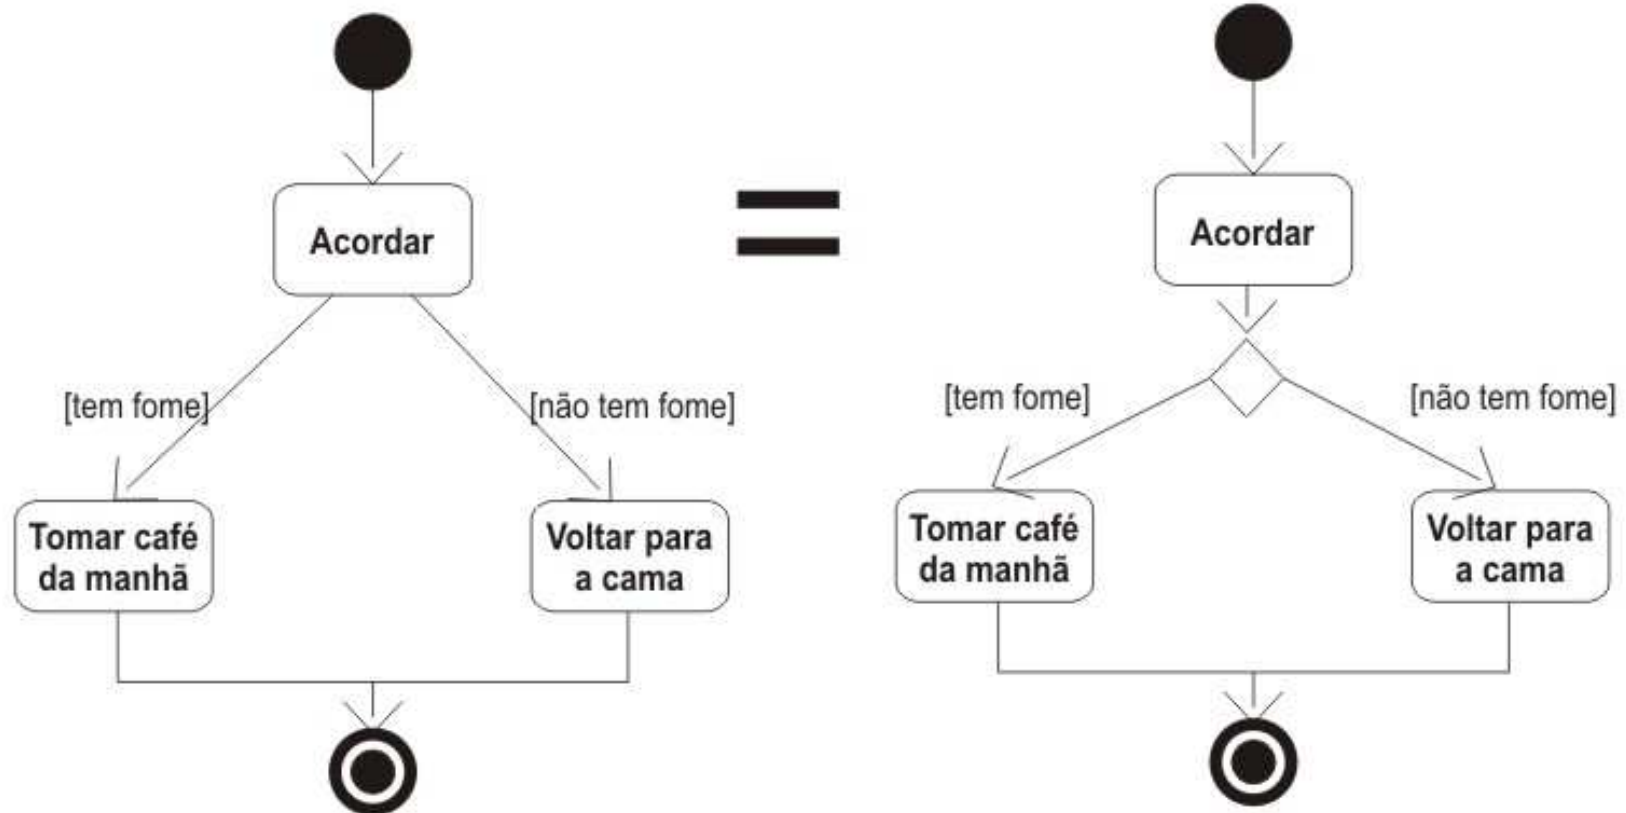 Acordar
[tem fome]
[não tem fome]
Tomar café
da manhã
Voltar para
a cama
Acordar
[tem fome]
[não tem fome]
Tomar café
da manhã
Voltar para
a cama